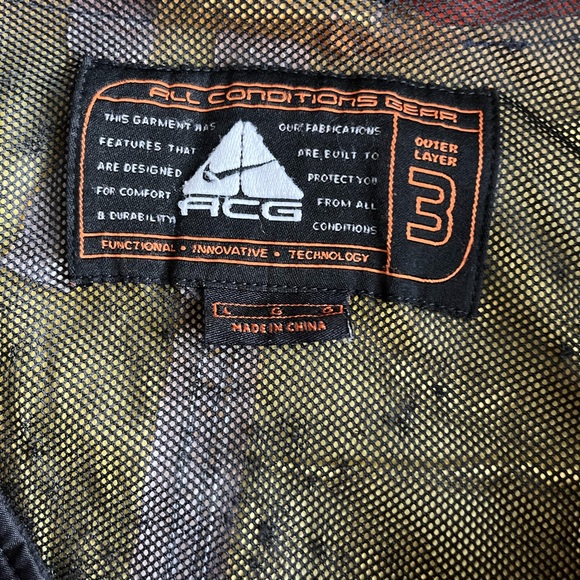 ALL CONDITIONS GEAR
THIS GARMENT HAS
FEATURES THAT
ARE DESIGNED
FOR COMFORT
& DURABILITY
ACG
OUR FABRICATIONS
ARE BUILT TO
PROTECT YOU
FROM ALL
CONDITIONS
OUTER
LAYER
3
FUNCTIONAL • INNOVATIVE • TECHNOLOGY
L G G
MADE IN CHINA